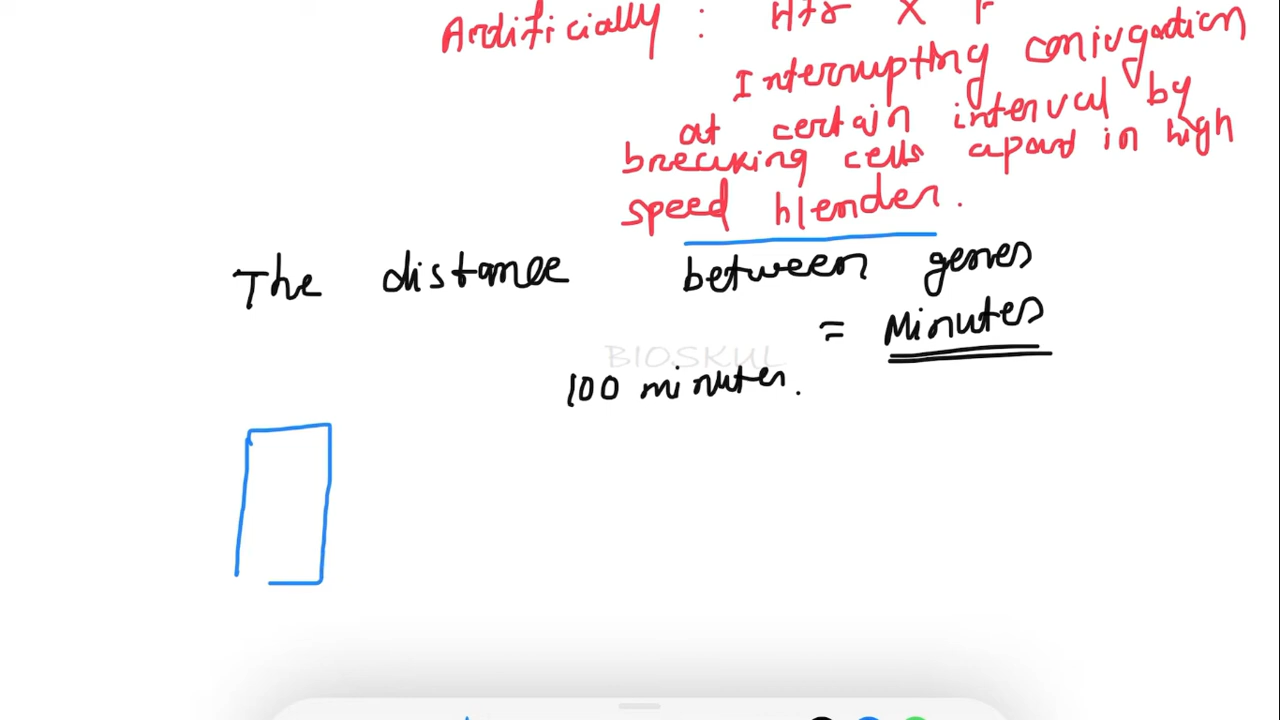 Artificially : Hfr X F
Interrupting conjugation
at certain interval by
breaking cells apart in high
speed blender.
The distance between genes
= Minutes
BIOSKUL
100 minutes.